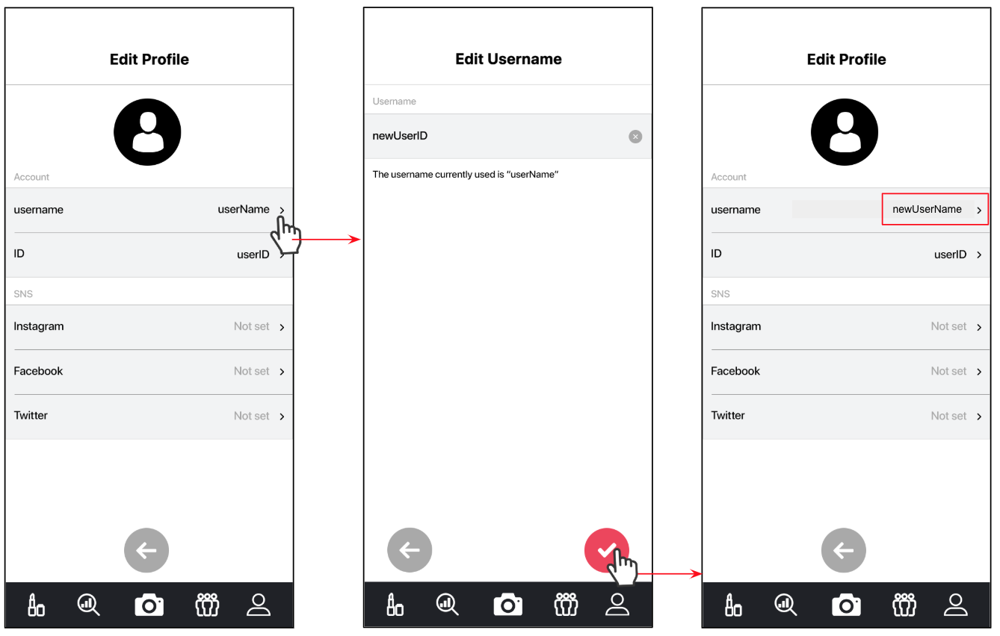 Edit Profile
Account
username userName
ID userID
SNS
Instagram Not set
Facebook Not set
Twitter Not set
Edit Username
Username
newUserID
The username currently used is “userName”
Edit Profile
Account
username newUserName
ID userID
SNS
Instagram Not set
Facebook Not set
Twitter Not set